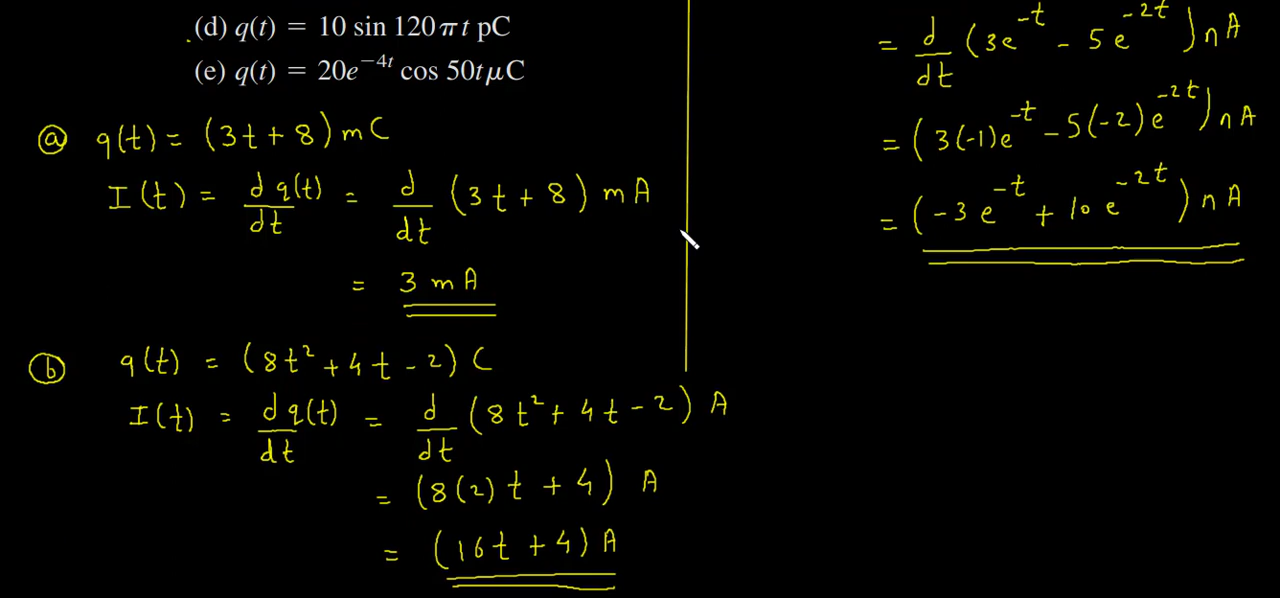 (d) q(t) = 10 sin 120πt pC
(e) q(t) = 20e^{-4t} cos 50t μC
ⓐ q(t) = (3t + 8) mC
I(t) = dq(t)/dt = d/dt (3t + 8) mA
= 3 mA
ⓑ q(t) = (8t² + 4t - 2) C
I(t) = dq(t)/dt = d/dt (8t² + 4t - 2) A
= (8(2)t + 4) A
= (16t + 4) A
= d/dt (3e^{-t} - 5e^{-2t}) nA
= (3(-1)e^{-t} - 5(-2)e^{-2t}) nA
= (-3e^{-t} + 10e^{-2t}) nA